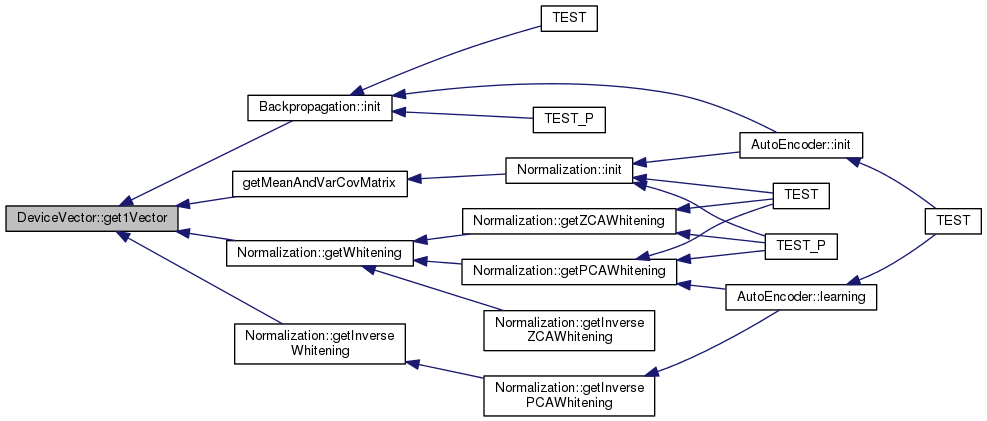 TEST
Backpropagation::init
TEST_P
AutoEncoder::init
Normalization::init
getMeanAndVarCovMatrix
TEST
DeviceVector::get1Vector
Normalization::getZCAWhitening
TEST
Normalization::getWhitening
TEST_P
Normalization::getPCAWhitening
AutoEncoder::learning
Normalization::getInverse
ZCAWhitening
Normalization::getInverse
Whitening
Normalization::getInverse
PCAWhitening